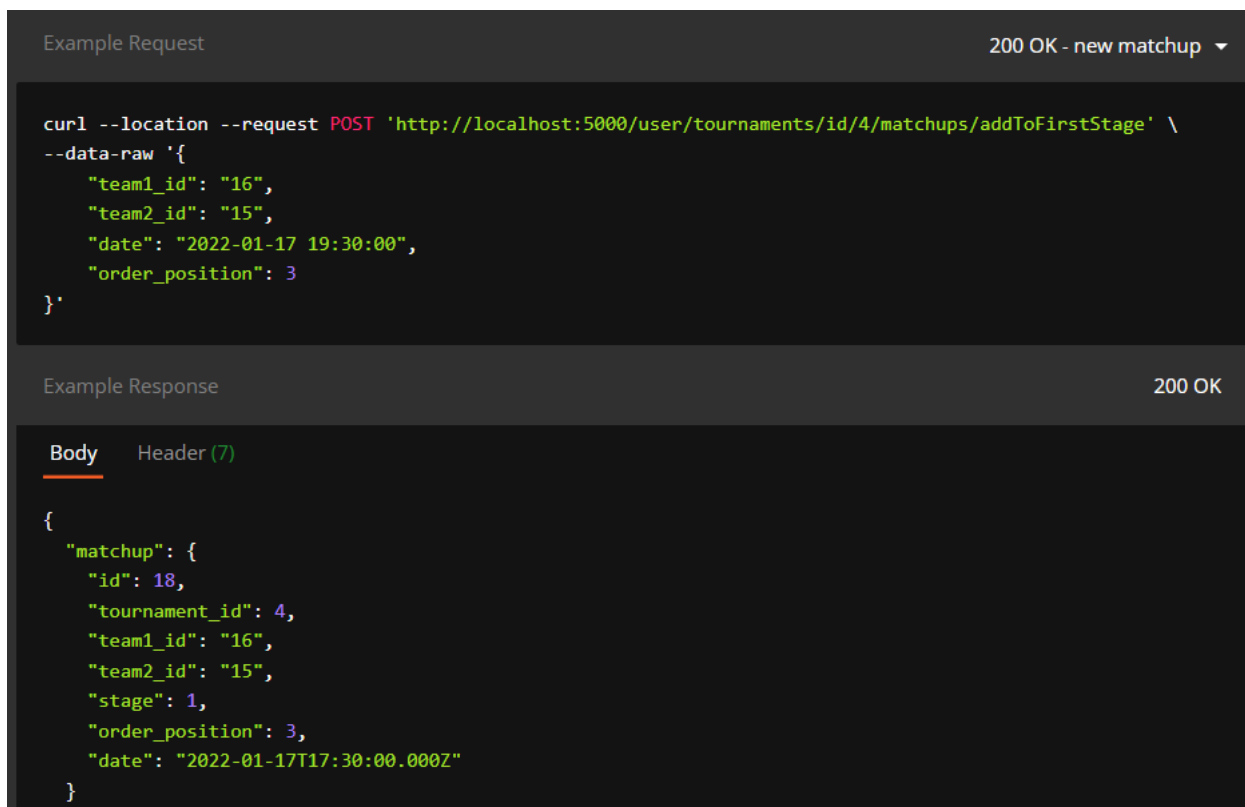 Example Request
200 OK - new matchup
curl --location --request POST 'http://localhost:5000/user/tournaments/id/4/matchups/addToFirstStage' \
--data-raw '{
    "team1_id": "16",
    "team2_id": "15",
    "date": "2022-01-17 19:30:00",
    "order_position": 3
}'
Example Response
200 OK
Body
Header (7)
{
  "matchup": {
    "id": 18,
    "tournament_id": 4,
    "team1_id": "16",
    "team2_id": "15",
    "stage": 1,
    "order_position": 3,
    "date": "2022-01-17T17:30:00.000Z"
  }